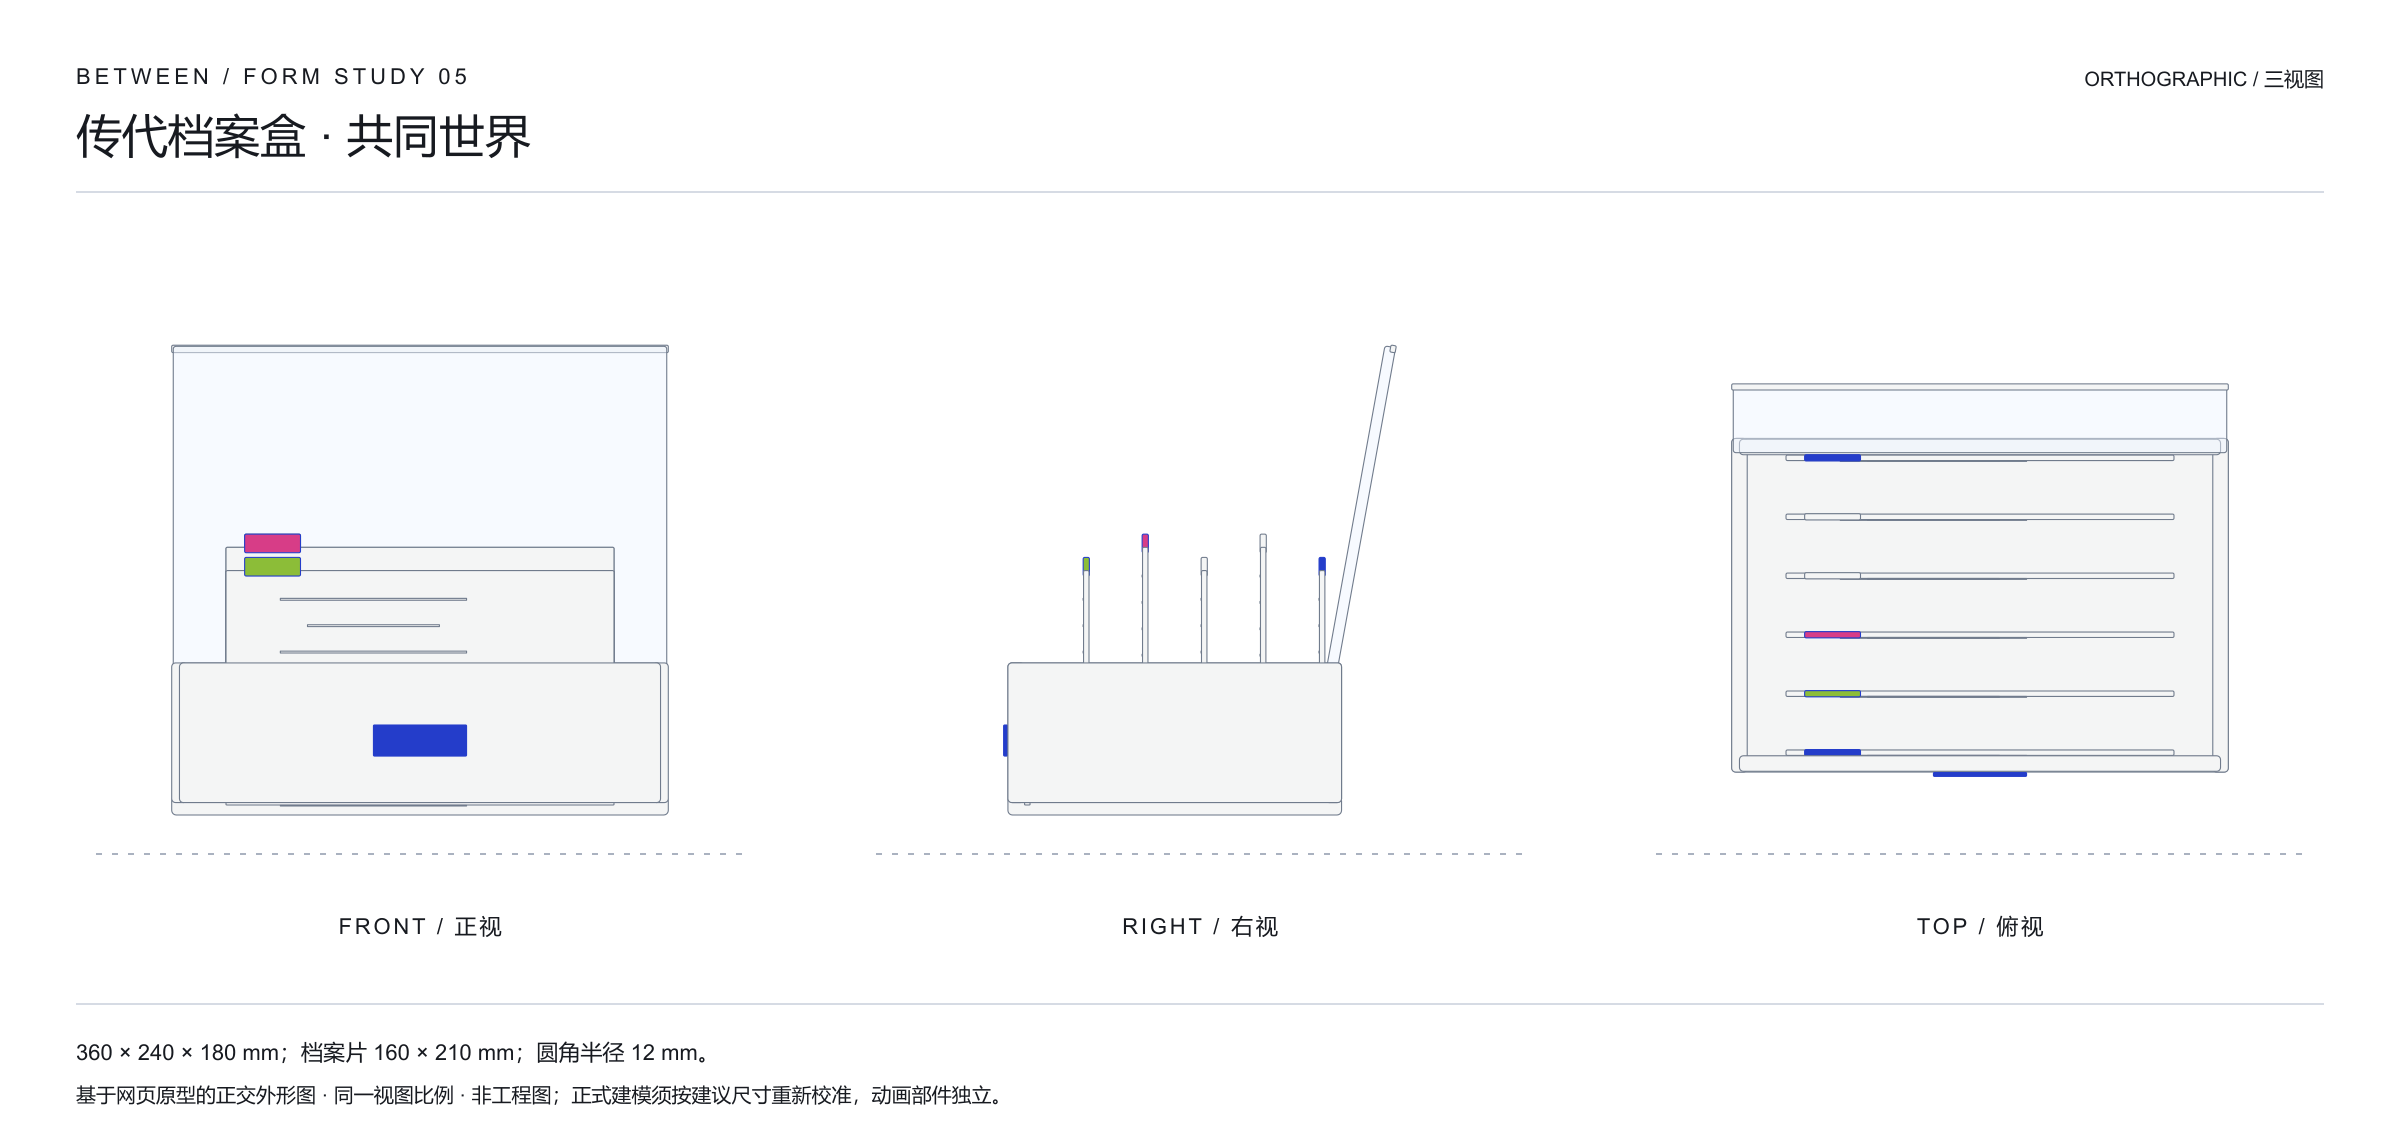 BETWEEN / FORM STUDY 05
ORTHOGRAPHIC / 三视图
传代档案盒 · 共同世界
FRONT / 正视
RIGHT / 右视
TOP / 俯视
360 × 240 × 180 mm；档案片 160 × 210 mm；圆角半径 12 mm。
基于网页原型的正交外形图 · 同一视图比例 · 非工程图；正式建模须按建议尺寸重新校准，动画部件独立。